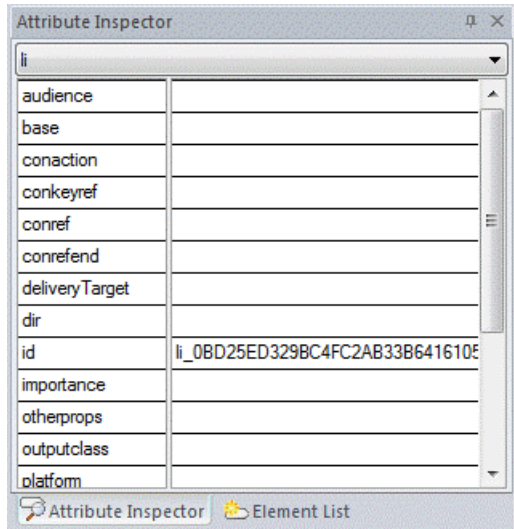 Attribute Inspector
li
audience
base
conaction
conkeyref
conref
conrefend
deliveryTarget
dir
id li_0BD25ED329BC4FC2AB33B6416105
importance
otherprops
outputclass
platform
Attribute Inspector Element List